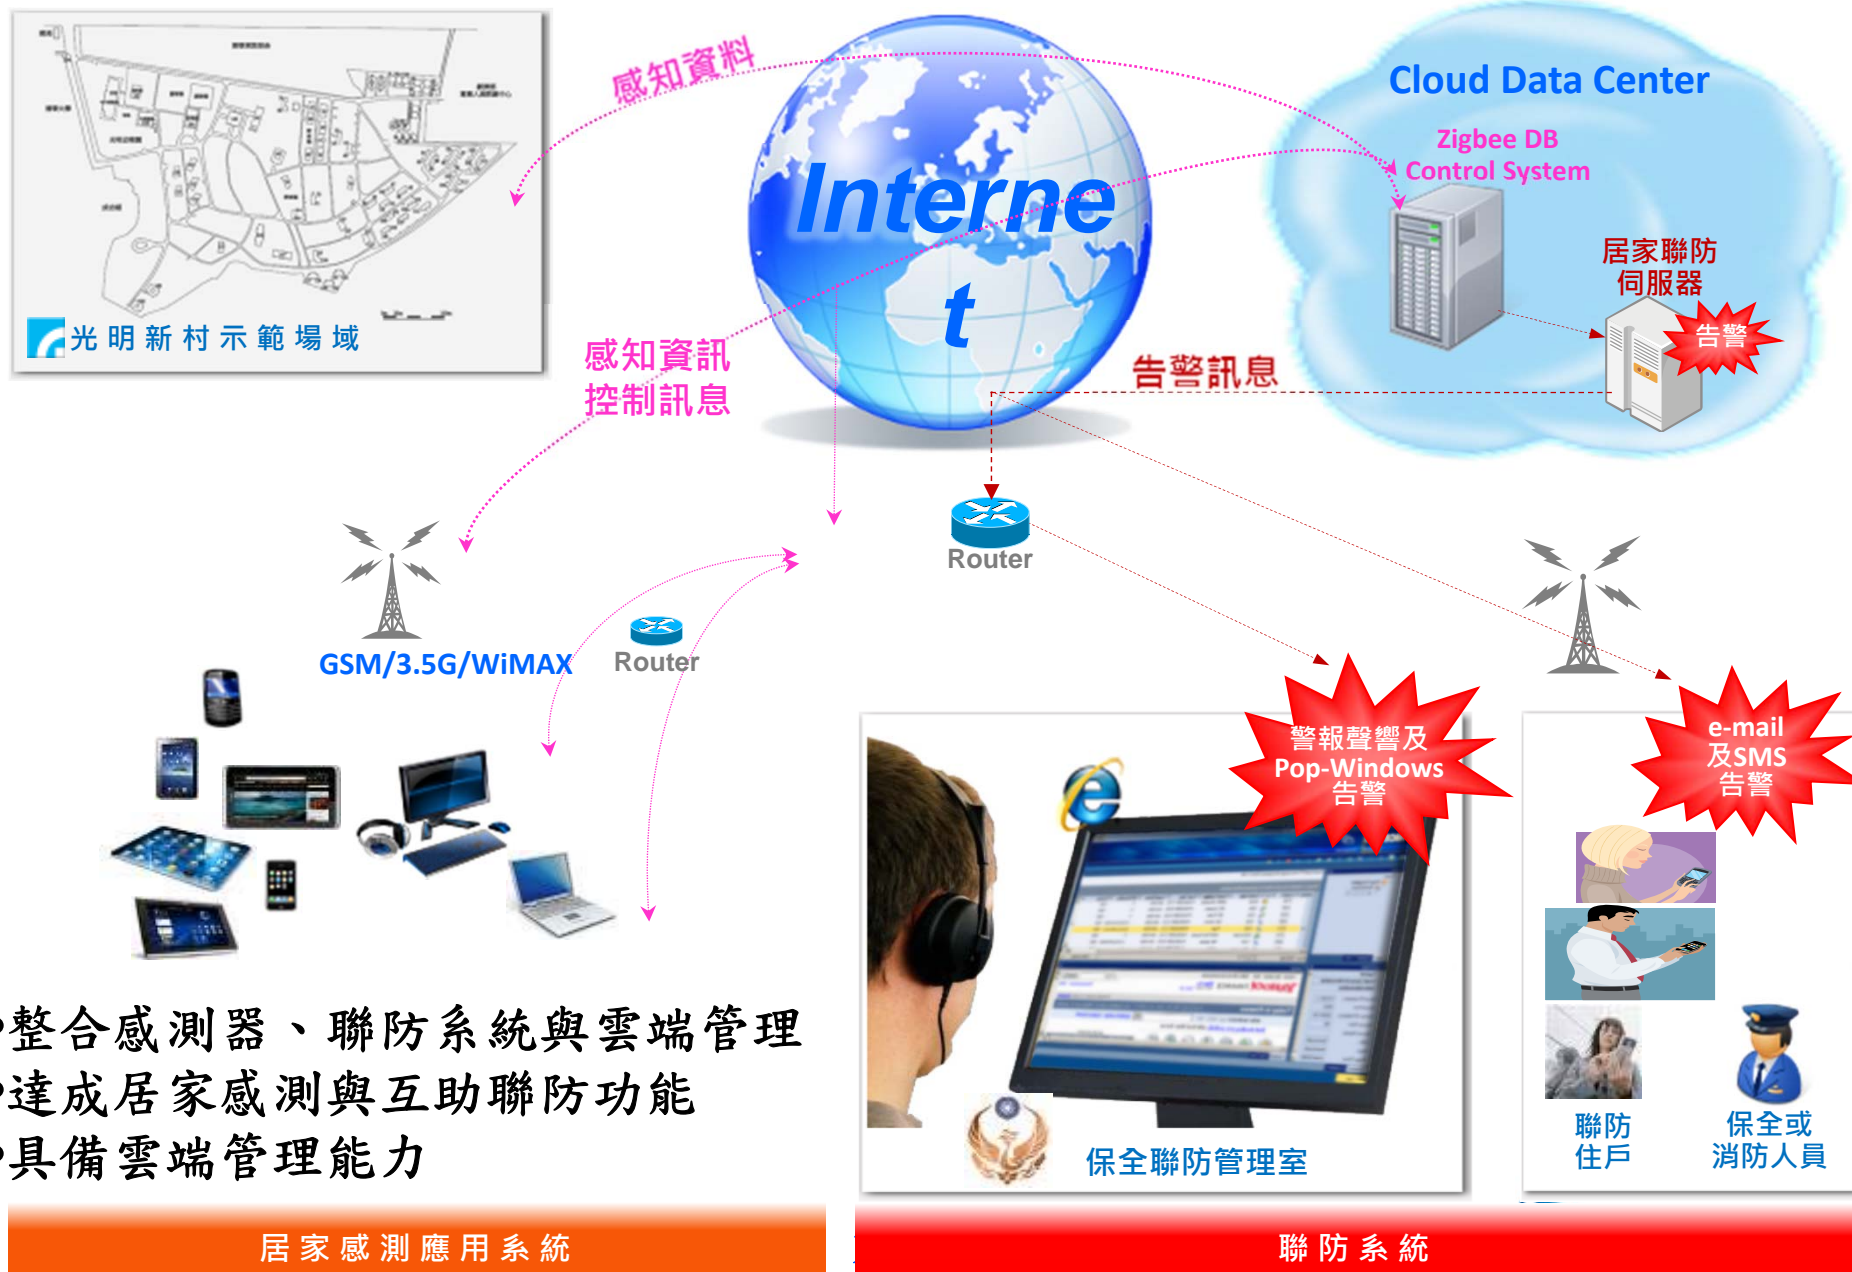 感知資料
Interne
t
Cloud Data Center
Zigbee DB
Control System
居家聯防
伺服器
告警
光明新村示範場域
感知資訊
控制訊息
告警訊息
Router
GSM/3.5G/WiMAX
Router
警報聲響及
Pop-Windows
告警
e-mail
及SMS
告警
整合感測器、聯防系統與雲端管理
達成居家感測與互助聯防功能
具備雲端管理能力
保全聯防管理室
聯防
住戶
保全或
消防人員
居家感測應用系統
聯防系統